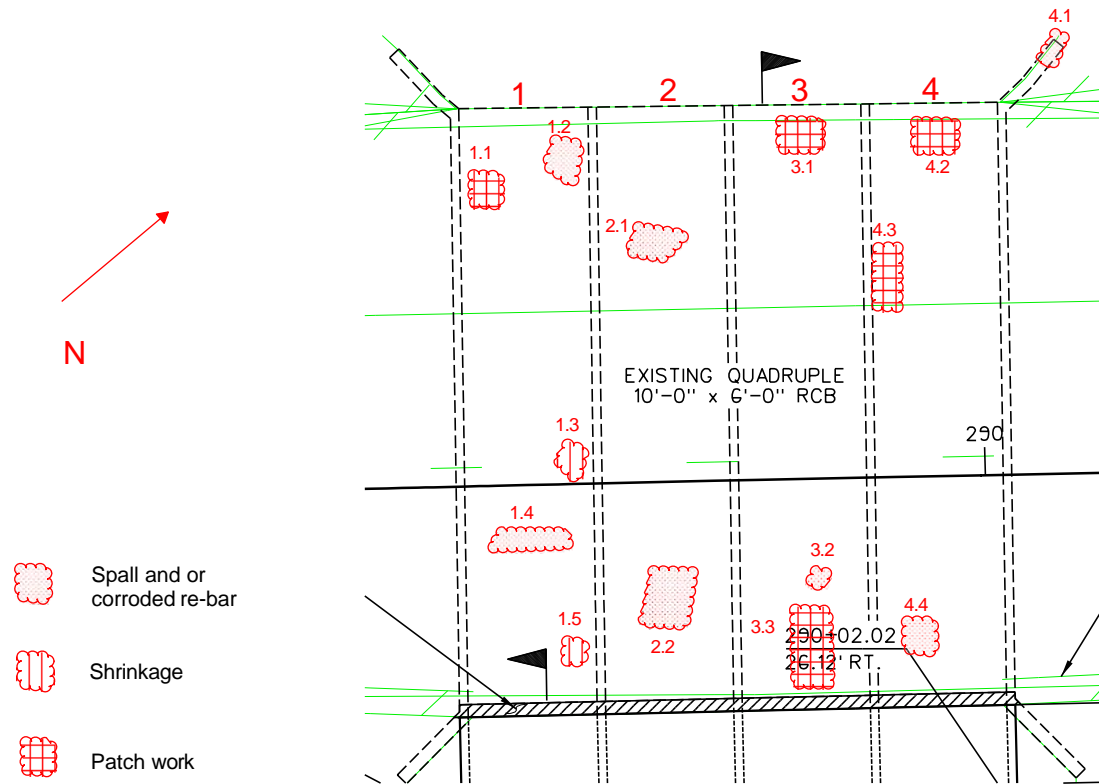 4.1
1 2 3 4
1.2
1.1
3.1 4.2
2.1
4.3
N
EXISTING QUADRUPLE
10'-0" x 6'-0" RCB
290
1.3
1.4
3.2
Spall and or
corroded re-bar
4.4
1.5
3.3
290+02.02
2.2
26.12' RT.
Shrinkage
Patch work